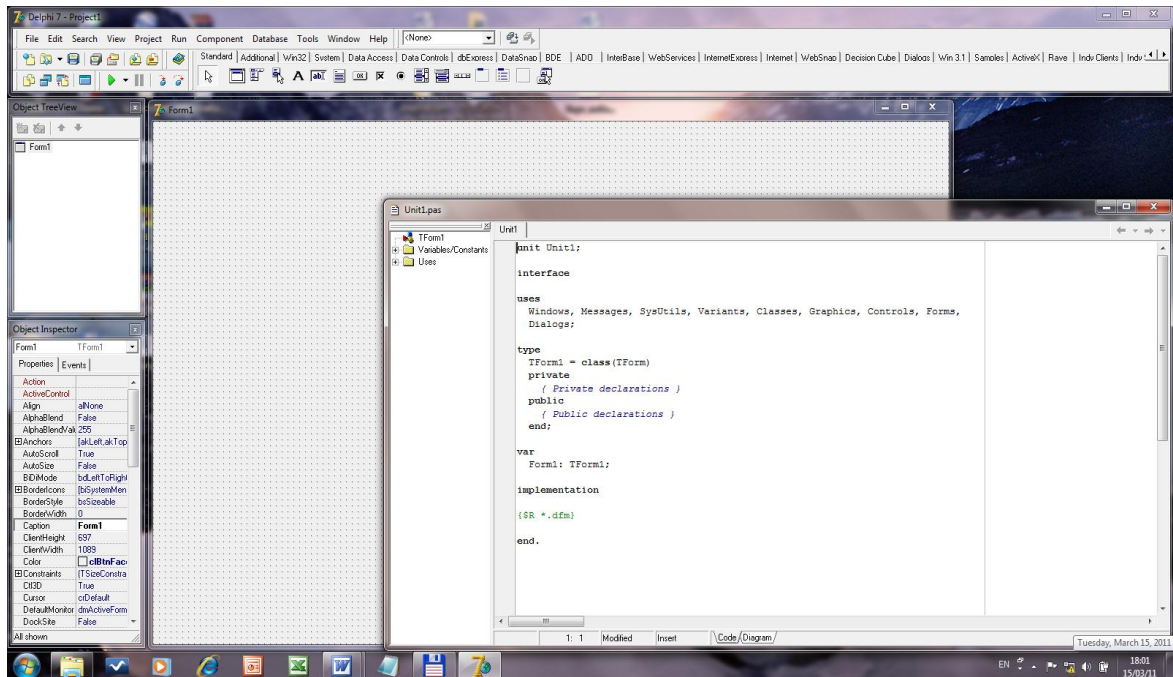 Delphi 7 - Project1
File Edit Search View Project Run Component Database Tools Window Help <None>
Standard Additional Win32 System Data Access Data Controls dbExpress DataSnap BDE ADO InterBase WebServices InternetExpress Internet WebSnap Decision Cube Dialogs Win 3.1 Samples ActiveX Rave Indy Clients Indy
Object TreeView
Form1
Form1
Object Inspector
Form1 TForm1
Properties Events
Action
ActiveControl
Align alNone
AlphaBlend False
AlphaBlendVal 255
Anchors [akLeft,akTop
AutoScroll True
AutoSize False
BiDiMode bdLeftToRight
BorderIcons [biSystemMen
BorderStyle bsSizeable
BorderWidth 0
Caption Form1
ClientHeight 697
ClientWidth 1089
Color clBtnFac
Constraints (TSizeConstra
Ctl3D True
Cursor crDefault
DefaultMonitor dmActiveForm
DockSite False
All shown
Unit1.pas
TForm1
Variables/Constants
Uses
Unit1
unit Unit1;
interface
uses
Windows, Messages, SysUtils, Variants, Classes, Graphics, Controls, Forms,
Dialogs;
type
TForm1 = class(TForm)
private
{ Private declarations }
public
{ Public declarations }
end;
var
Form1: TForm1;
implementation
{$R *.dfm}
end.
1: 1 Modified Insert Code Diagram
Tuesday, March 15, 2011
EN 18:01
15/03/11